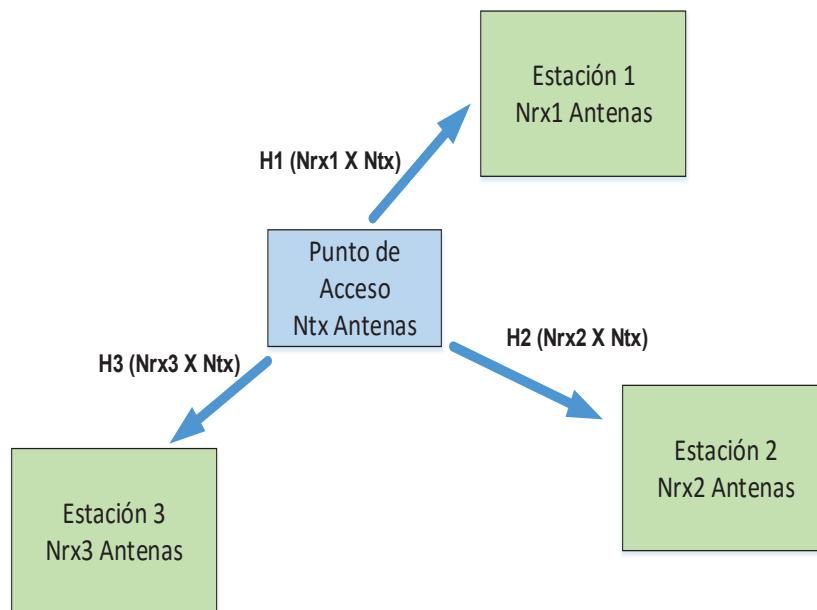 Estación 1
Nrx1 Antenas
H1 (Nrx1 X Ntx)
Punto de
Acceso
Ntx Antenas
H2 (Nrx2 X Ntx)
H3 (Nrx3 X Ntx)
Estación 2
Nrx2 Antenas
Estación 3
Nrx3 Antenas